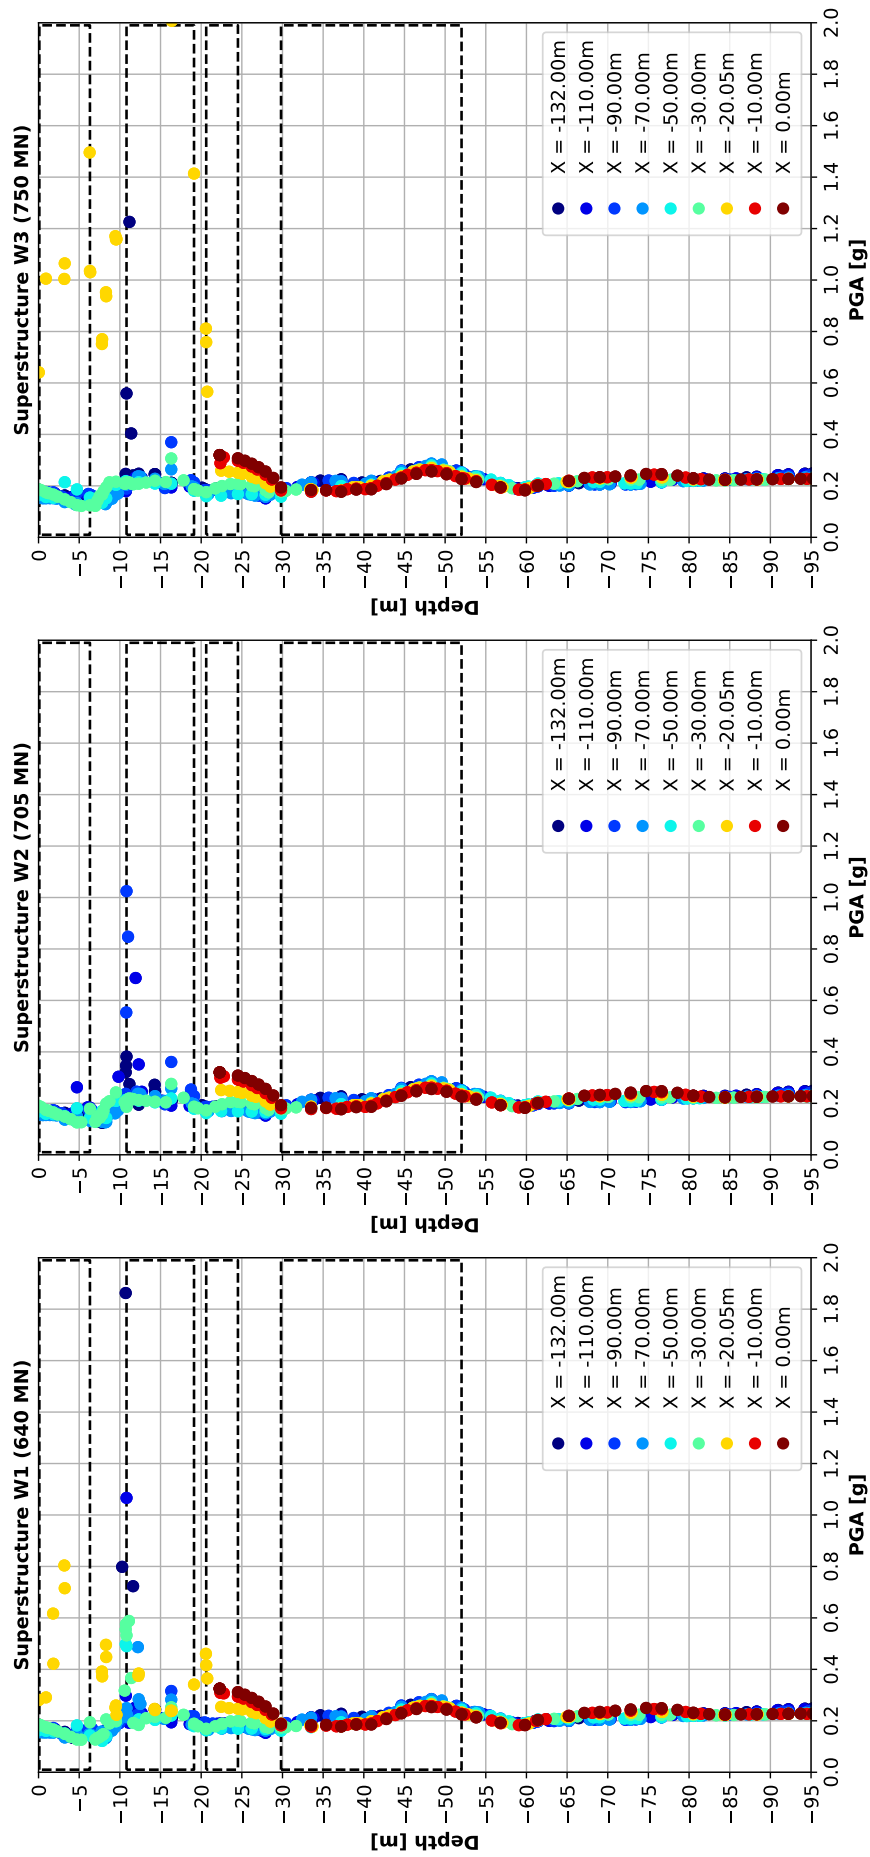 Superstructure W1 (640 MN)
Depth [m]
0
−5
−10
−15
−20
−25
−30
−35
−40
−45
−50
−55
−60
−65
−70
−75
−80
−85
−90
−95
X = -132.00m
X = -110.00m
X = -90.00m
X = -70.00m
X = -50.00m
X = -30.00m
X = -20.05m
X = -10.00m
X = 0.00m
0.0 0.2 0.4 0.6 0.8 1.0 1.2 1.4 1.6 1.8 2.0
PGA [g]
Superstructure W2 (705 MN)
Depth [m]
0
−5
−10
−15
−20
−25
−30
−35
−40
−45
−50
−55
−60
−65
−70
−75
−80
−85
−90
−95
X = -132.00m
X = -110.00m
X = -90.00m
X = -70.00m
X = -50.00m
X = -30.00m
X = -20.05m
X = -10.00m
X = 0.00m
0.0 0.2 0.4 0.6 0.8 1.0 1.2 1.4 1.6 1.8 2.0
PGA [g]
Superstructure W3 (750 MN)
Depth [m]
0
−5
−10
−15
−20
−25
−30
−35
−40
−45
−50
−55
−60
−65
−70
−75
−80
−85
−90
−95
X = -132.00m
X = -110.00m
X = -90.00m
X = -70.00m
X = -50.00m
X = -30.00m
X = -20.05m
X = -10.00m
X = 0.00m
0.0 0.2 0.4 0.6 0.8 1.0 1.2 1.4 1.6 1.8 2.0
PGA [g]